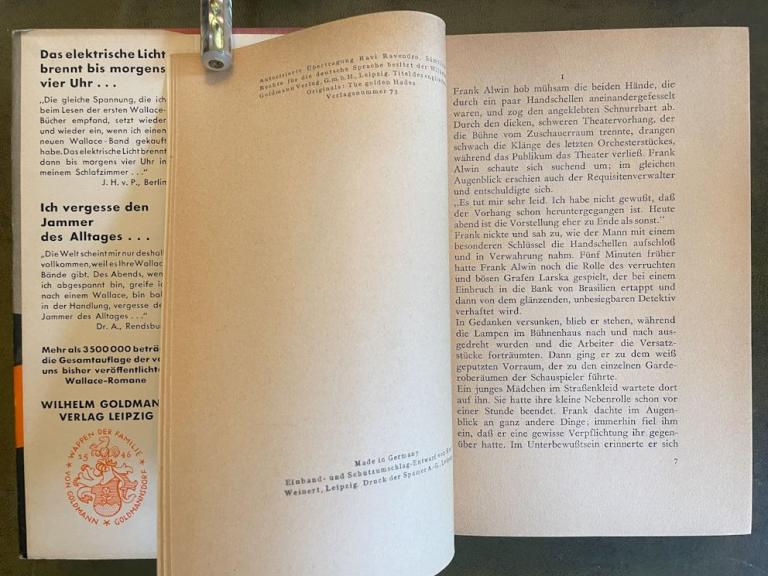 Das elektrische Licht
brennt bis morgens
vier Uhr . . .
„Die gleiche Spannung, die ich
beim Lesen der ersten Wallace-
Bücher empfand, setzt wieder
und wieder ein, wenn ich einen
neuen Wallace-Band gekauft
habe. Das elektrische Licht brennt
dann bis morgens vier Uhr in
meinem Schlafzimmer . . .“
J. H. v. P., Berlin
Ich vergesse den
Jammer
des Alltages . . .
„Die Welt scheint mir nur deshal
vollkommen, weil es Ihre Wallac
Bände gibt. Des Abends, wen
ich abgespannt bin, greife ic
nach einem Wallace, bin bal
in der Handlung, vergesse de
Jammer des Alltages . . .“
Dr. A., Rendsbu
Mehr als 3500000 beträ
die Gesamtauflage der vo
uns bisher veröffentlichte
Wallace-Romane
WILHELM GOLDMAN
VERLAG LEIPZIG
WAPPEN DER FAMILIE
1546
VON GOLDMANN * GOLDMANNSDORF
Autorisierte Übertragung Ravi Ravendro. Sämtl
Rechte für die deutsche Sprache besitzt der Wilh
Goldmann Verlag, G. m. b. H., Leipzig. Titel des englisch
Originals: The golden Hades
Verlagsnummer 73
Made in Germany
Einband- und Schutzumschlag-Entwurf von
Weinert, Leipzig. Druck der Spamer A.-G., Leipz
I
Frank Alwin hob mühsam die beiden Hände, die
durch ein paar Handschellen aneinandergefesselt
waren, und zog den angeklebten Schnurrbart ab.
Durch den dicken, schweren Theatervorhang, der
die Bühne vom Zuschauerraum trennte, drangen
schwach die Klänge des letzten Orchesterstückes,
während das Publikum das Theater verließ. Frank
Alwin schaute sich suchend um; im gleichen
Augenblick erschien auch der Requisitenverwalter
und entschuldigte sich.
„Es tut mir sehr leid. Ich habe nicht gewußt, daß
der Vorhang schon heruntergegangen ist. Heute
abend ist die Vorstellung eher zu Ende als sonst.“
Frank nickte und sah zu, wie der Mann mit einem
besonderen Schlüssel die Handschellen aufschloß
und in Verwahrung nahm. Fünf Minuten früher
hatte Frank Alwin noch die Rolle des verruchten
und bösen Grafen Larska gespielt, der bei einem
Einbruch in die Bank von Brasilien ertappt und
dann von dem glänzenden, unbesiegbaren Detektiv
verhaftet wird.
In Gedanken versunken, blieb er stehen, während
die Lampen im Bühnenhaus nach und nach aus-
gedreht wurden und die Arbeiter die Versatz-
stücke forträumten. Dann ging er zu dem weiß
geputzten Vorraum, der zu den einzelnen Garde-
roberäumen der Schauspieler führte.
Ein junges Mädchen im Straßenkleid wartete dort
auf ihn. Sie hatte ihre kleine Nebenrolle schon vor
einer Stunde beendet. Frank dachte im Augen-
blick an ganz andere Dinge; immerhin fiel ihm
ein, daß er eine gewisse Verpflichtung ihr gegen-
über hatte. Im Unterbewußtsein erinnerte er sich
7